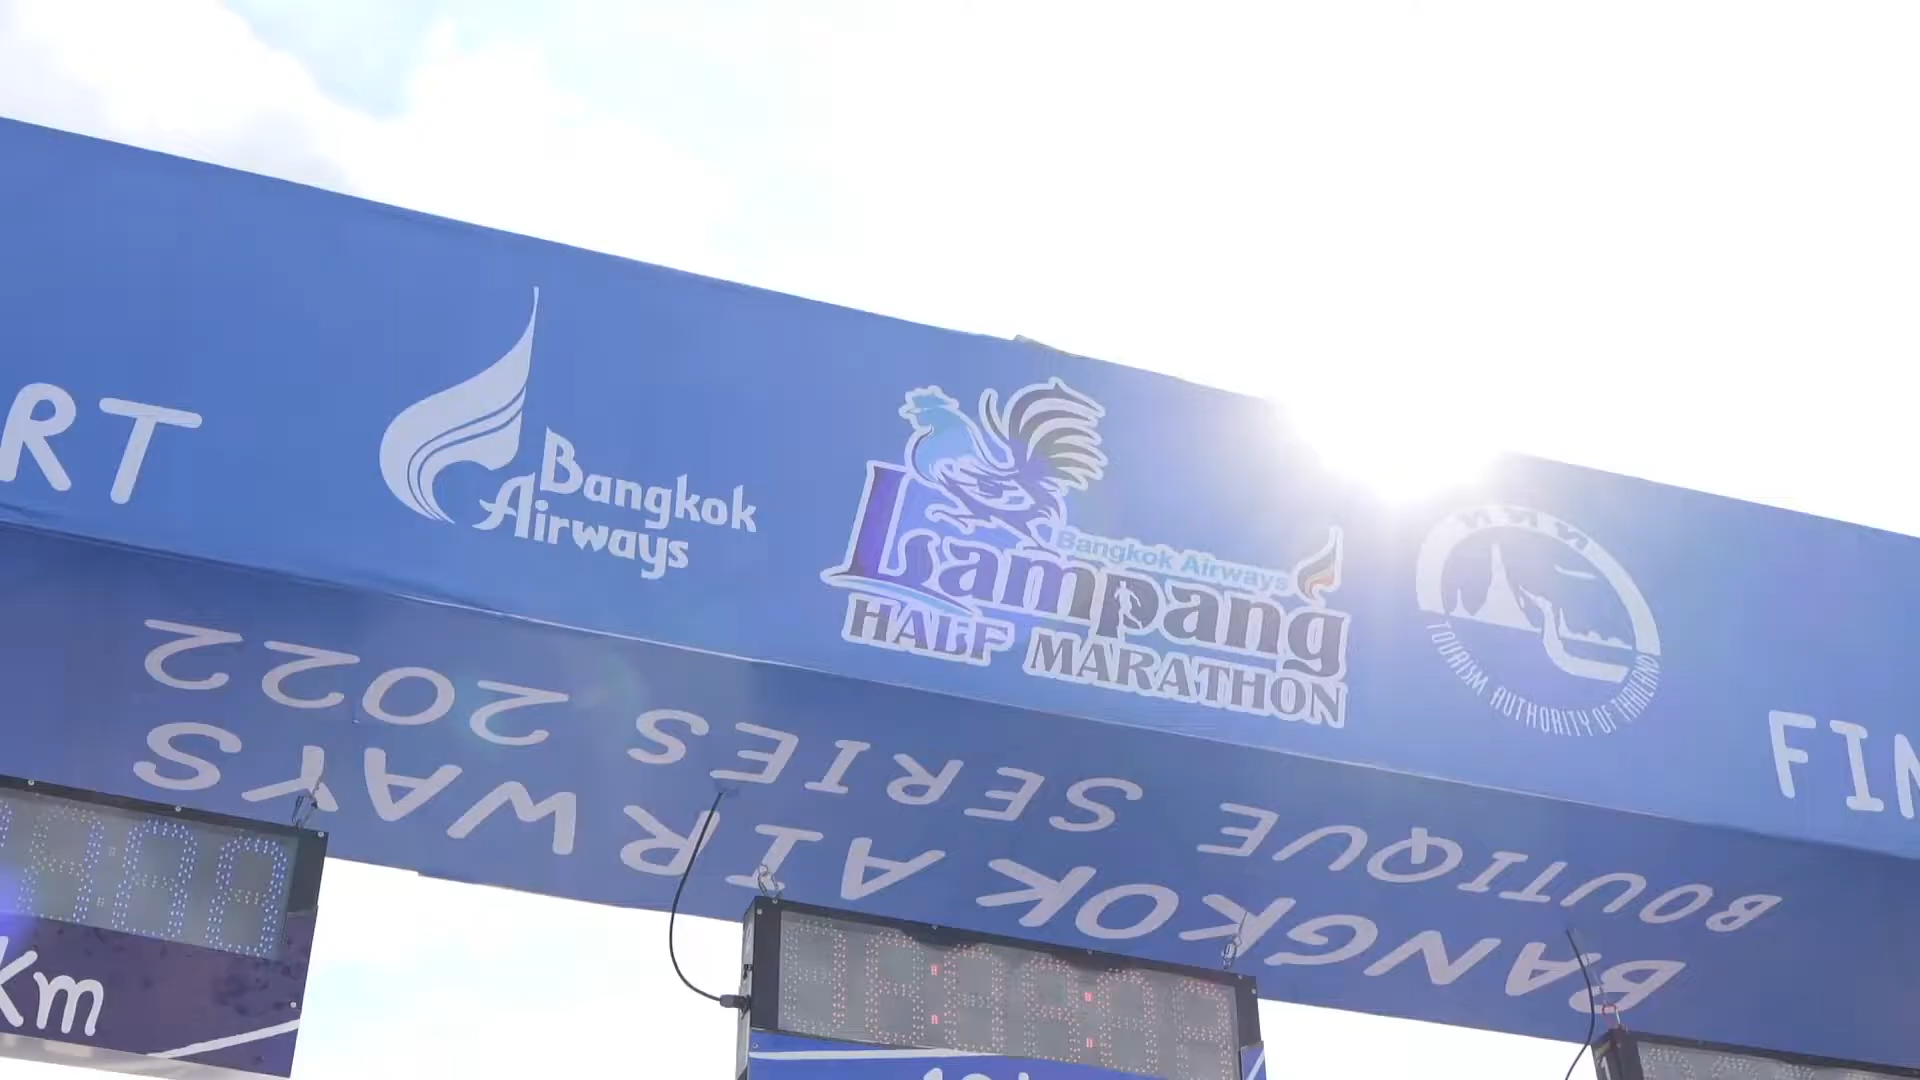 RT
Bangkok
Airways
Bangkok Airways
Lampang
HALF MARATHON
TOURISM AUTHORITY OF THAILAND
FIN
BANGKOK AIRWAYS
BOUTIQUE SERIES 2022
Km